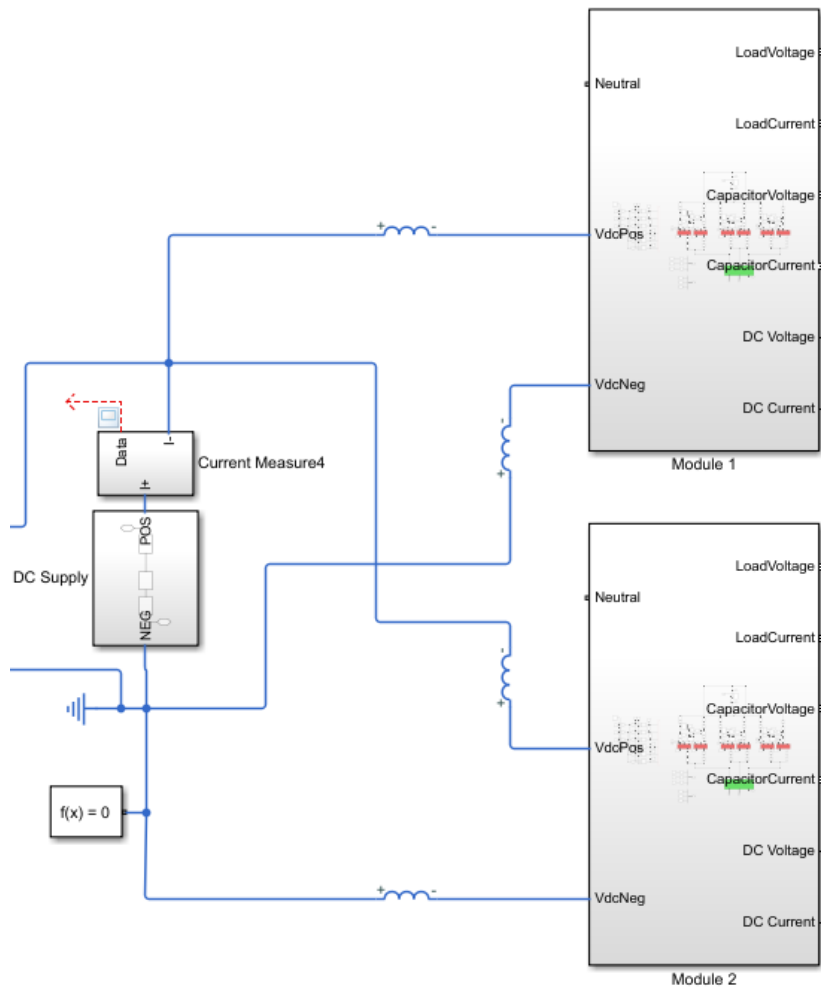 LoadVoltage
Neutral
LoadCurrent
CapacitorVoltage
+
-
VdcPos
CapacitorCurrent
DC Voltage
VdcNeg
DC Current
-
+
Module 1
Data
I-
I+
Current Measure4
POS
DC Supply
NEG
LoadVoltage
Neutral
LoadCurrent
-
+
CapacitorVoltage
VdcPos
CapacitorCurrent
f(x) = 0
DC Voltage
+
-
VdcNeg
DC Current
Module 2